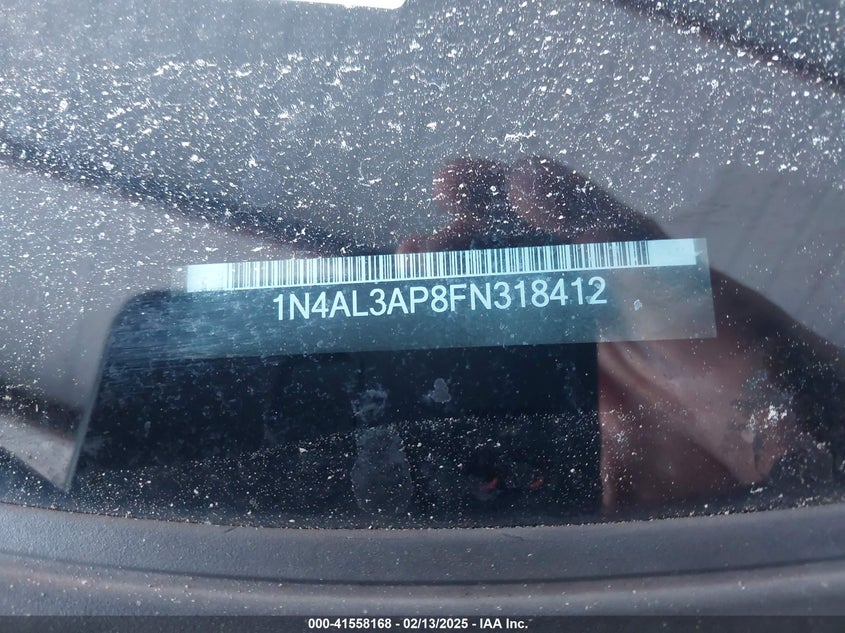 1N4AL3AP8FN318412
000-41558168 - 02/13/2025 - IAA Inc.